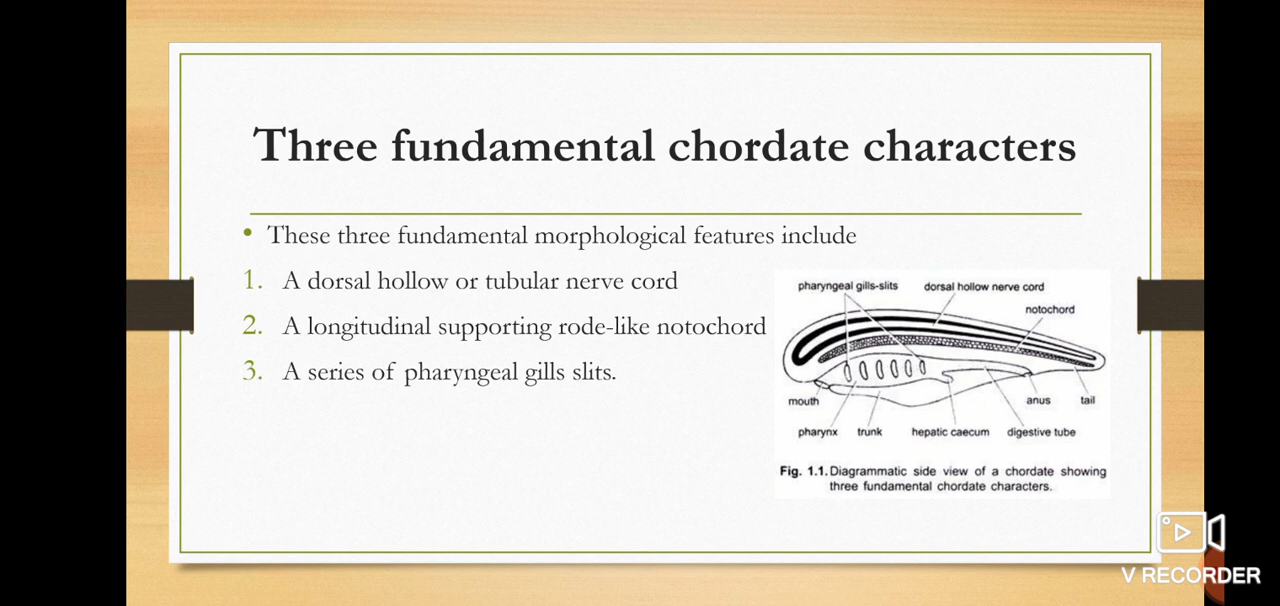 Three fundamental chordate characters
• These three fundamental morphological features include
1. A dorsal hollow or tubular nerve cord
2. A longitudinal supporting rode-like notochord
3. A series of pharyngeal gills slits.
pharyngeal gills-slits
dorsal hollow nerve cord
notochord
mouth
anus
tail
pharynx
trunk
hepatic caecum
digestive tube
Fig. 1.1. Diagrammatic side view of a chordate showing
three fundamental chordate characters.
V RECORDER